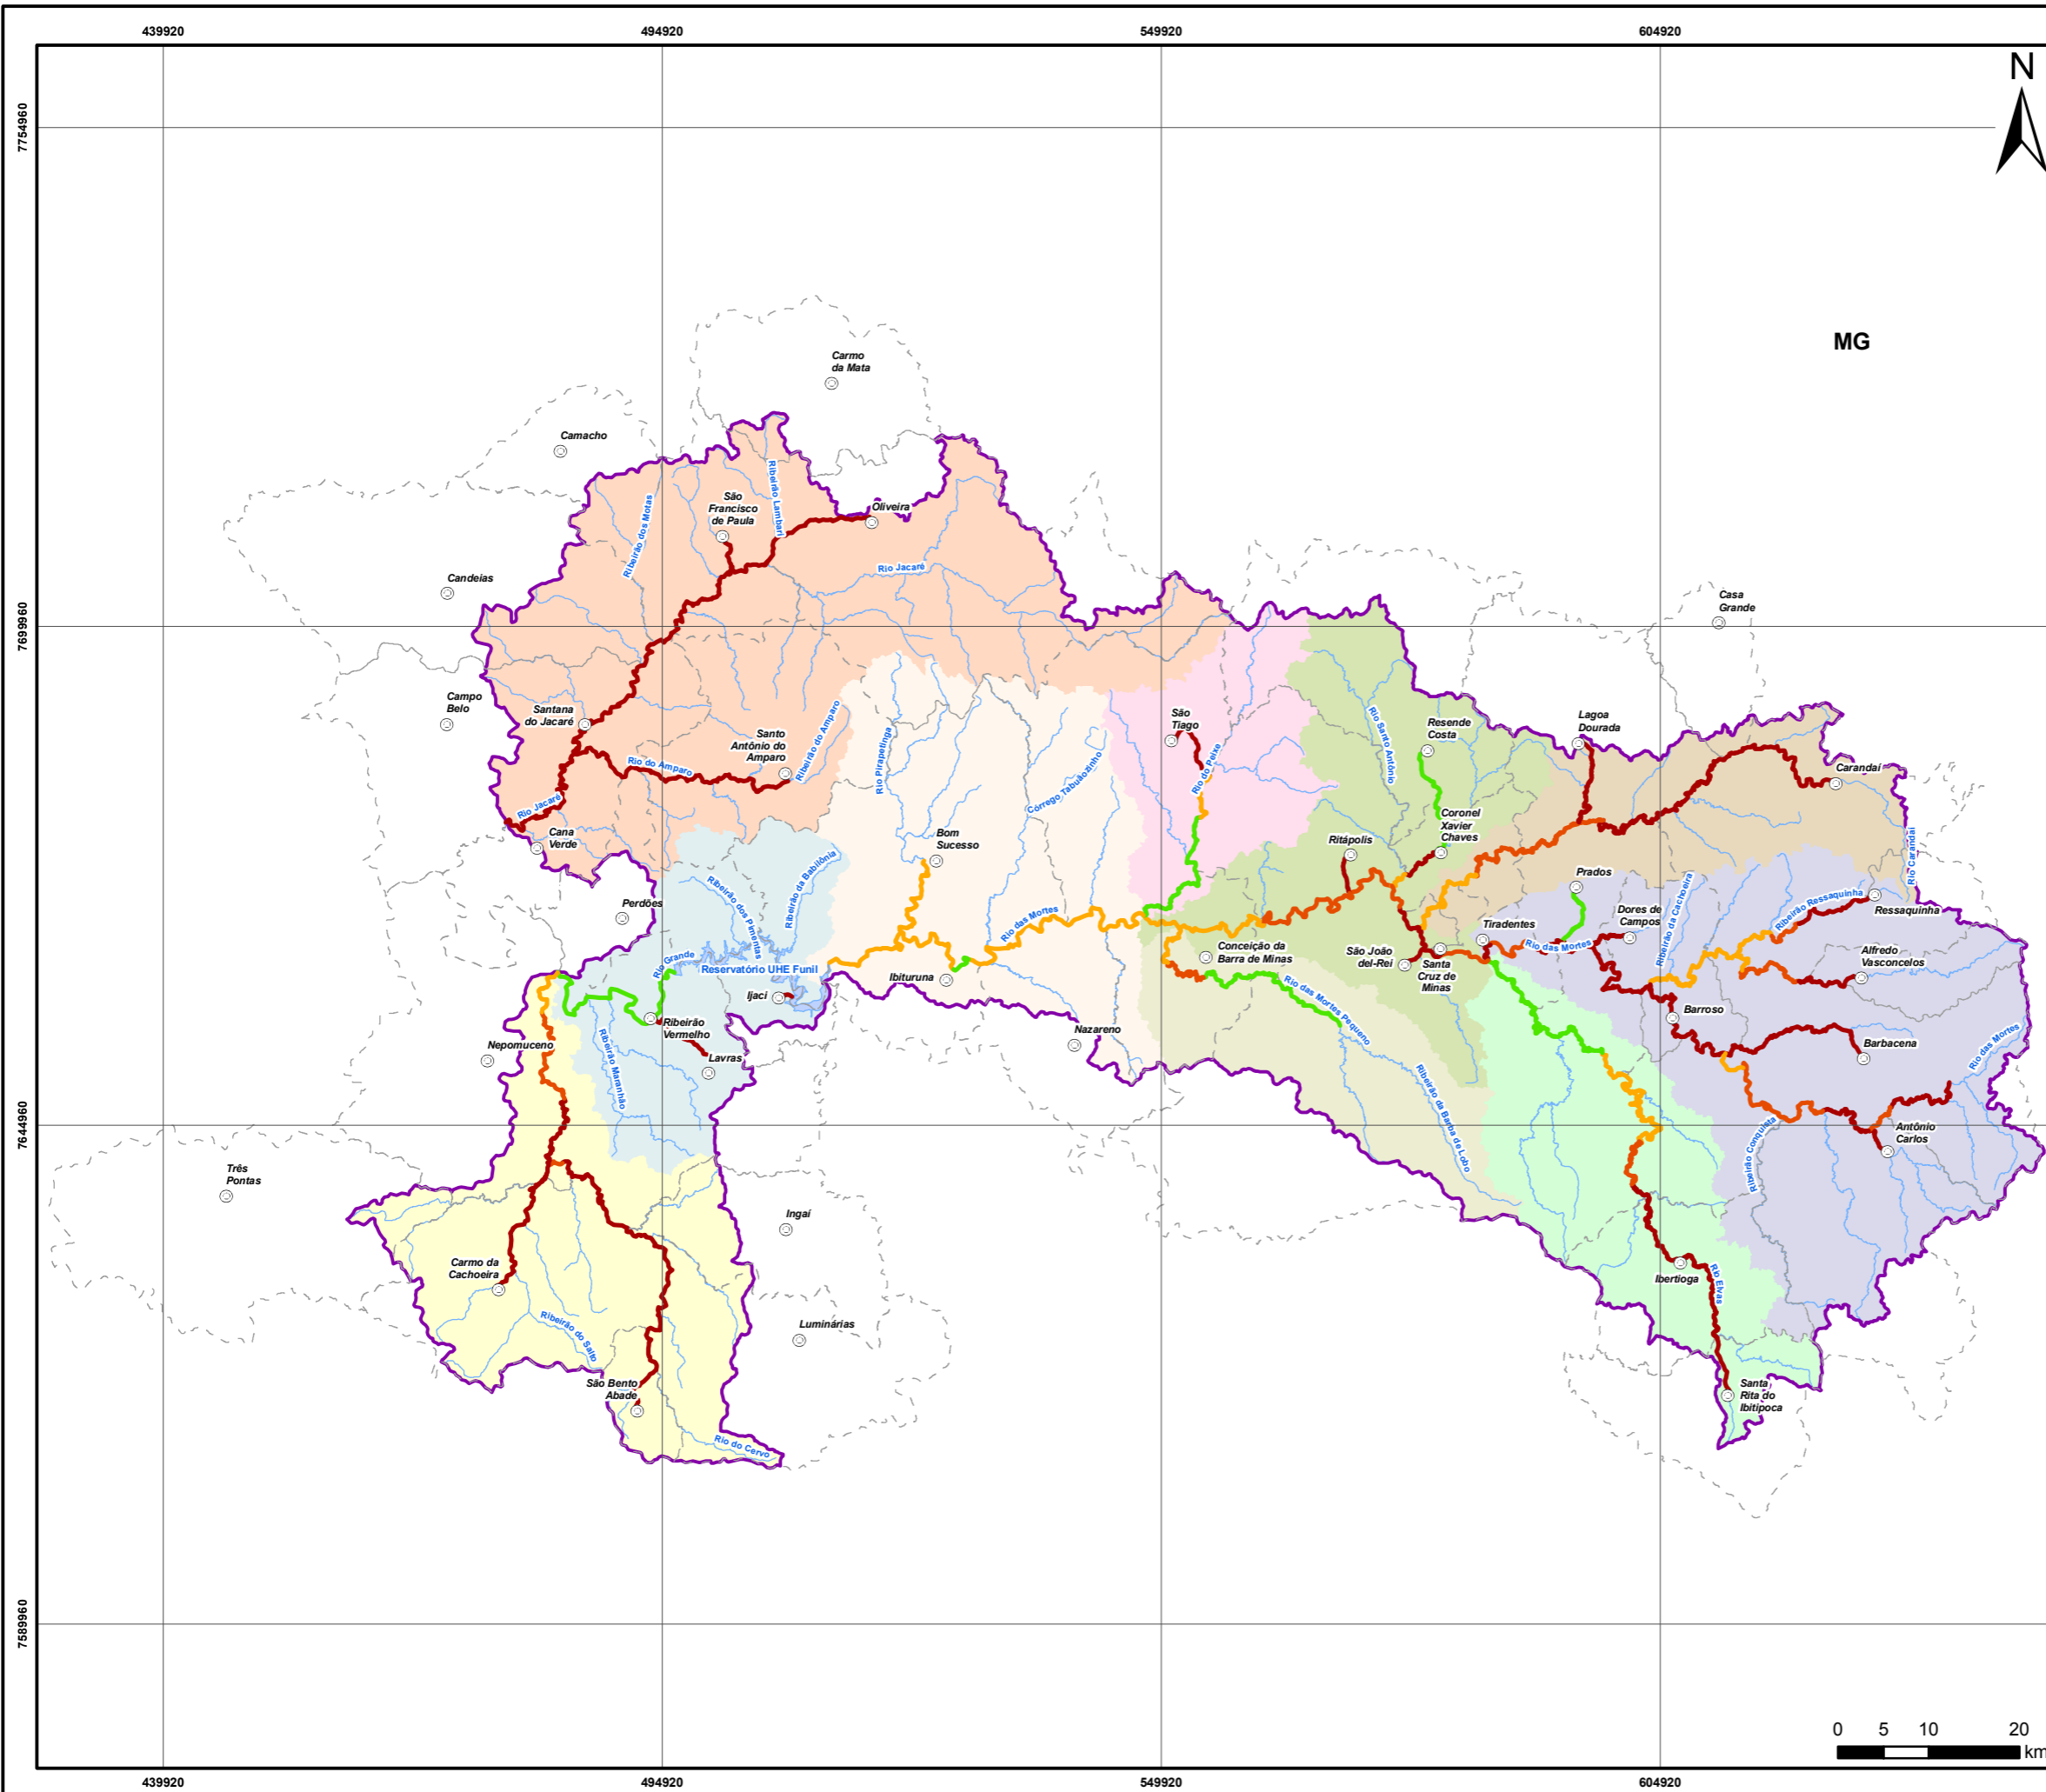 439920
494920
549920
604920
N
7754960
MG
Carmo
da Mata
Camacho
São
Francisco
de Paula
Ribeirão Lambari
Ribeirão dos Motas
Oliveira
Rio Jacaré
Candeias
Casa
Grande
7699960
Campo
Belo
Santana
do Jacaré
Santo
Antônio do
Amparo
Rio do Amparo
Ribeirão do Amparo
Rio Pirapetinga
Córrego Tabuãozinho
São
Tiago
Rio do Peixe
Rio Santo Antônio
Resende
Costa
Lagoa
Dourada
Carandaí
Rio Jacaré
Cana
Verde
Bom
Sucesso
Ritápolis
Coronel
Xavier
Chaves
Rio Carandaí
Perdões
Ribeirão dos Pimentas
Ribeirão da Babilônia
Rio das Mortes
Prados
Dores de
Campos
Ribeirão da Cachoeira
Ribeirão Ressaquinha
Ressaquinha
Tiradentes
Rio das Mortes
Conceição da
Barra de Minas
São João
del-Rei
Santa
Cruz de
Minas
Alfredo
Vasconcelos
Rio Grande
Reservatório UHE Funil
Ijaci
Ibituruna
Rio das Mortes Pequeno
Barroso
Ribeirão
Vermelho
Nazareno
Nepomuceno
Lavras
Ribeirão Maranhão
Barbacena
Rio das Mortes
Ribeirão da Barba de Lobo
7644960
Antônio
Carlos
Ribeirão Conquista
Três
Pontas
Ingaí
Carmo da
Cachoeira
Ibertioga
Rio Elvas
Ribeirão do Salto
Luminárias
São Bento
Abade
Santa
Rita do
Ibitipoca
Rio do Cervo
7589960
0 5 10 20
km
439920
494920
549920
604920